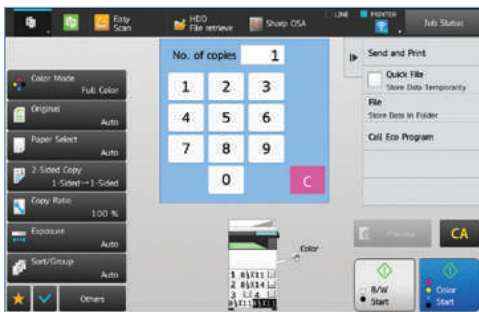 Easy
Scan
HDD
File retrieve
Sharp OSA
LINE
PRINTER
Job Status
No. of copies
1
1 2 3
4 5 6
7 8 9
0 C
Color Mode
Full Color
Original
Auto
Paper Select
Auto
2-Sided Copy
1-Sided→1-Sided
Copy Ratio
100 %
Exposure
Auto
Sort/Group
Auto
Others
Send and Print
Quick File
Store Data Temporarily
File
Store Data in Folder
Call Eco Program
Preview
CA
Color
B/W
Start
Color
Start